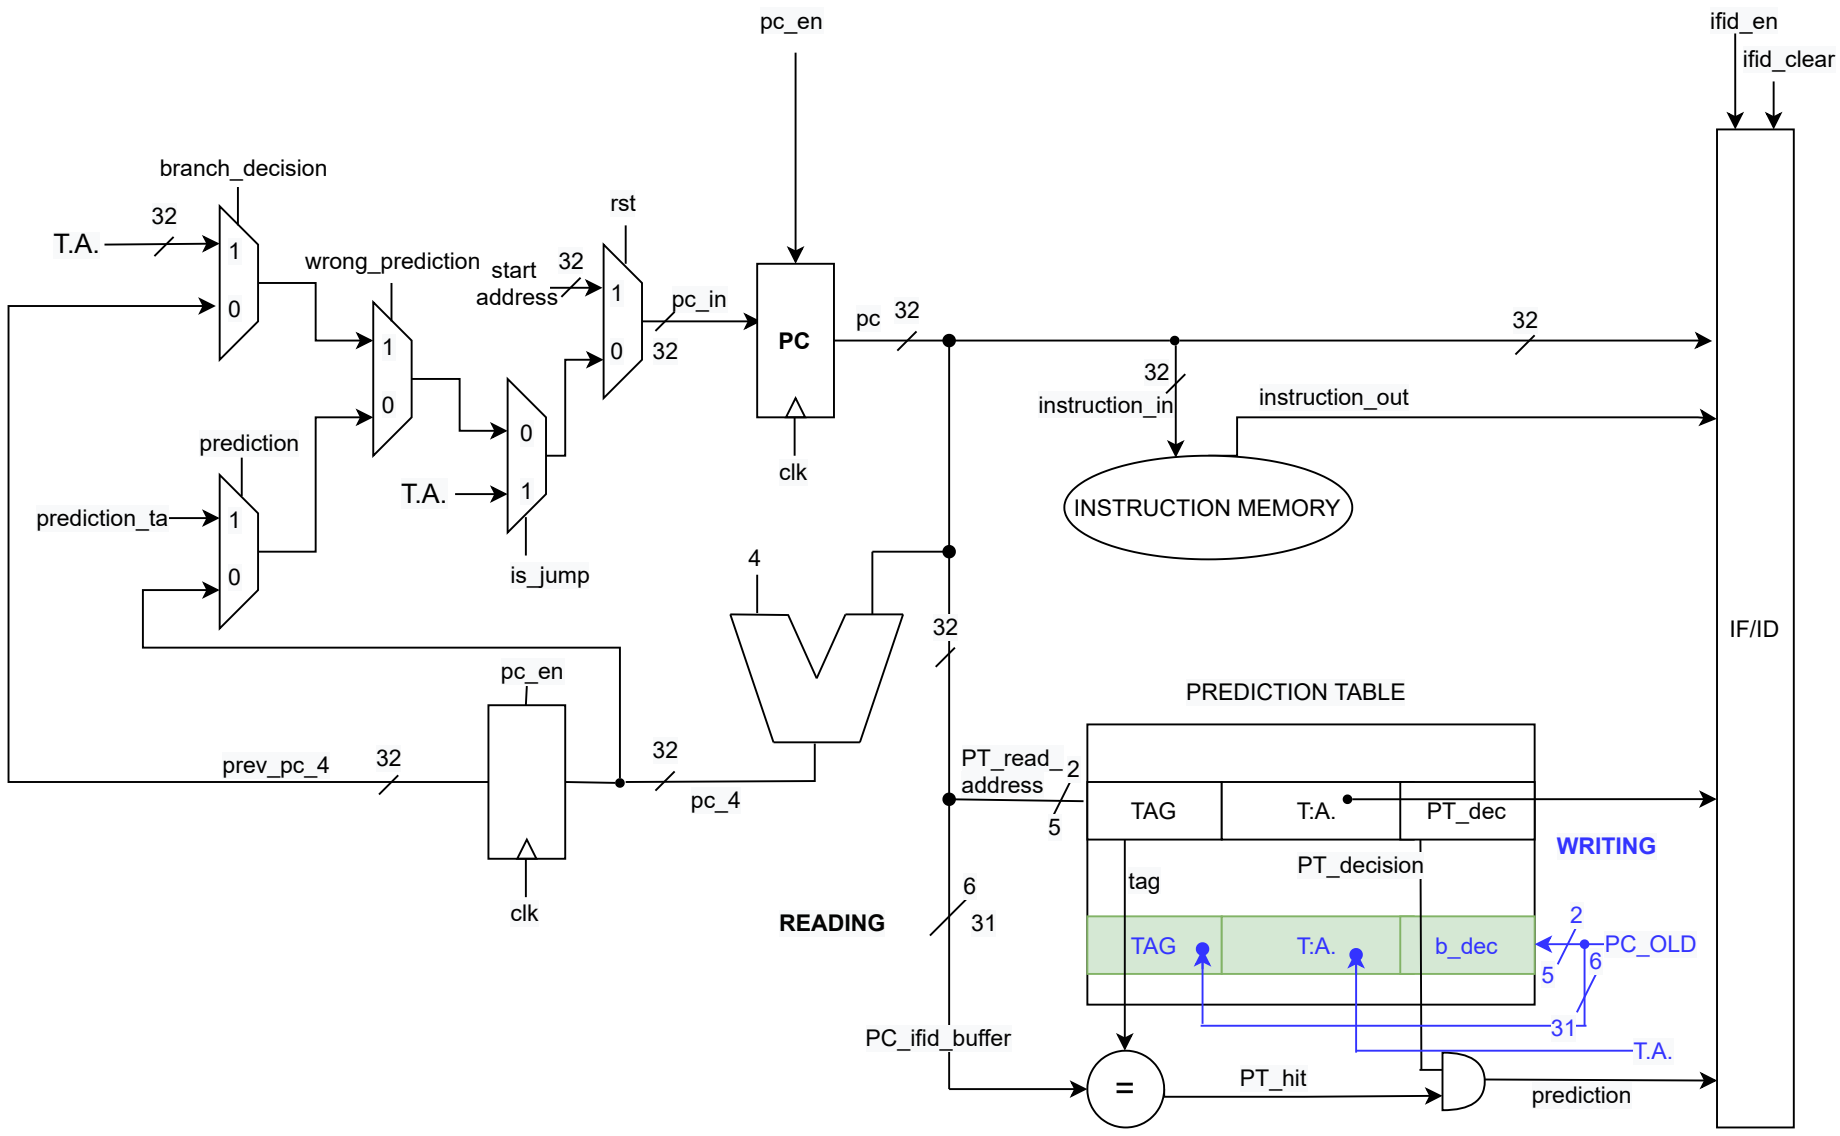 pc_en
ifid_en
ifid_clear
branch_decision
32
T.A.
1
0
wrong_prediction
1
0
rst
start
address
32
1
0
pc_in
32
PC
clk
pc
32
32
32
instruction_in
instruction_out
INSTRUCTION MEMORY
prediction
prediction_ta
1
0
T.A.
0
1
is_jump
4
32
IF/ID
pc_en
prev_pc_4
32
32
pc_4
clk
PREDICTION TABLE
PT_read_
address
2
5
TAG
T:A.
PT_dec
WRITING
PT_decision
tag
READING
6
31
TAG
T:A.
b_dec
2
5
PC_OLD
6
31
T.A.
PC_ifid_buffer
=
PT_hit
prediction